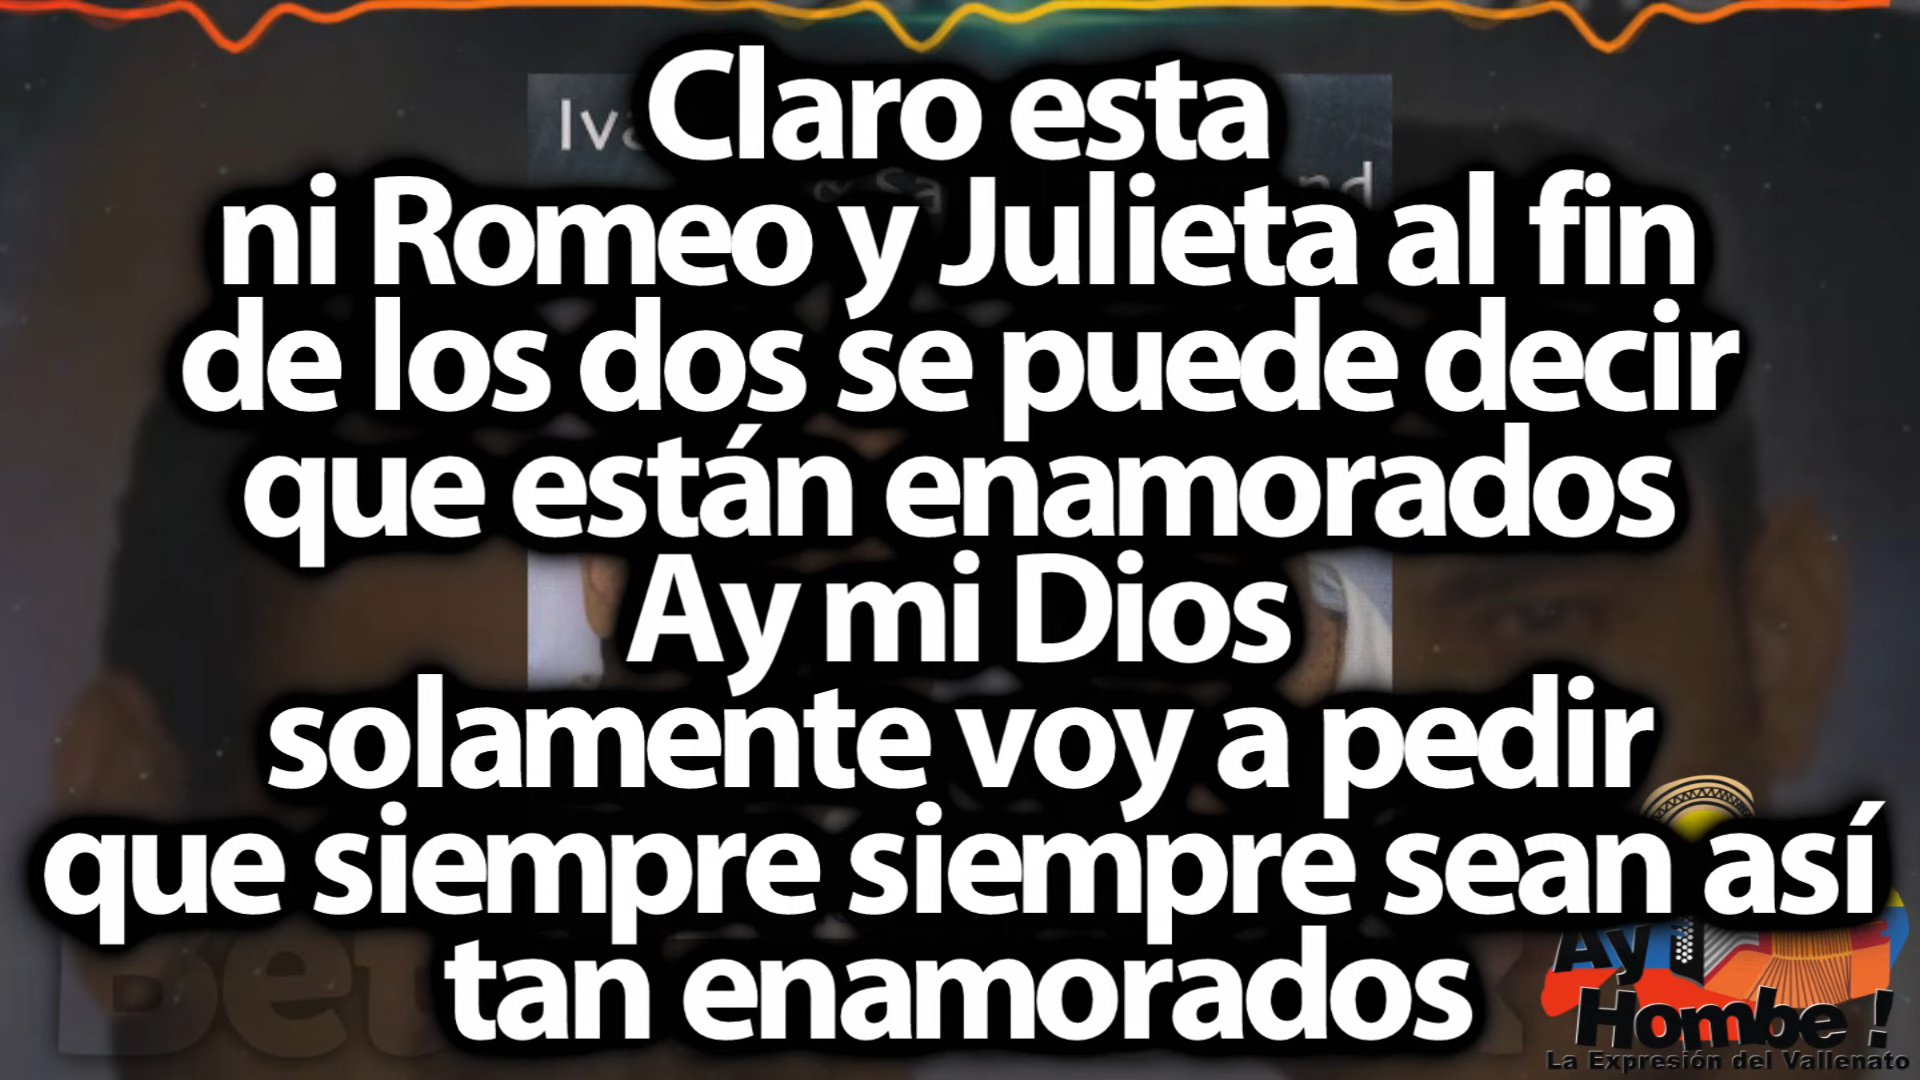 Claro esta
ni Romeo y Julieta al fin
de los dos se puede decir
que están enamorados
Ay mi Dios
solamente voy a pedir
que siempre siempre sean así
tan enamorados
Ay
Hombe !
La Expresión del Vallenato